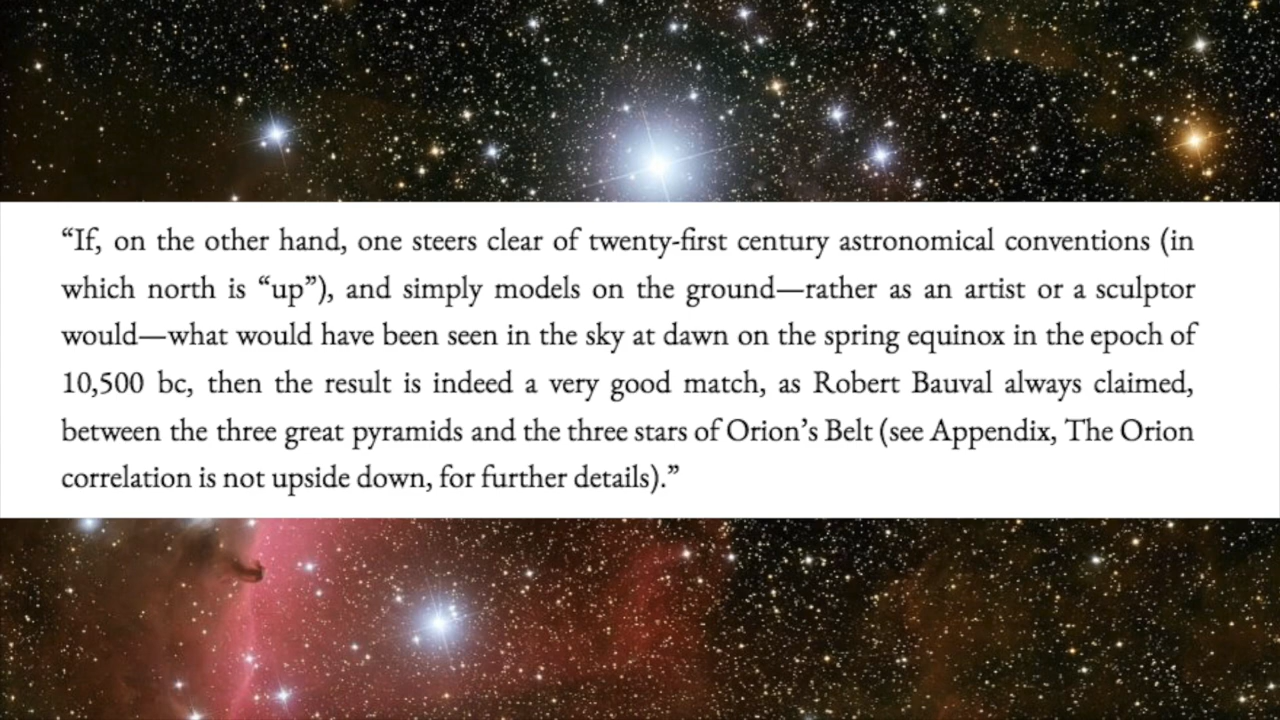 “If, on the other hand, one steers clear of twenty-first century astronomical conventions (in
which north is “up”), and simply models on the ground—rather as an artist or a sculptor
would—what would have been seen in the sky at dawn on the spring equinox in the epoch of
10,500 bc, then the result is indeed a very good match, as Robert Bauval always claimed,
between the three great pyramids and the three stars of Orion’s Belt (see Appendix, The Orion
correlation is not upside down, for further details).”